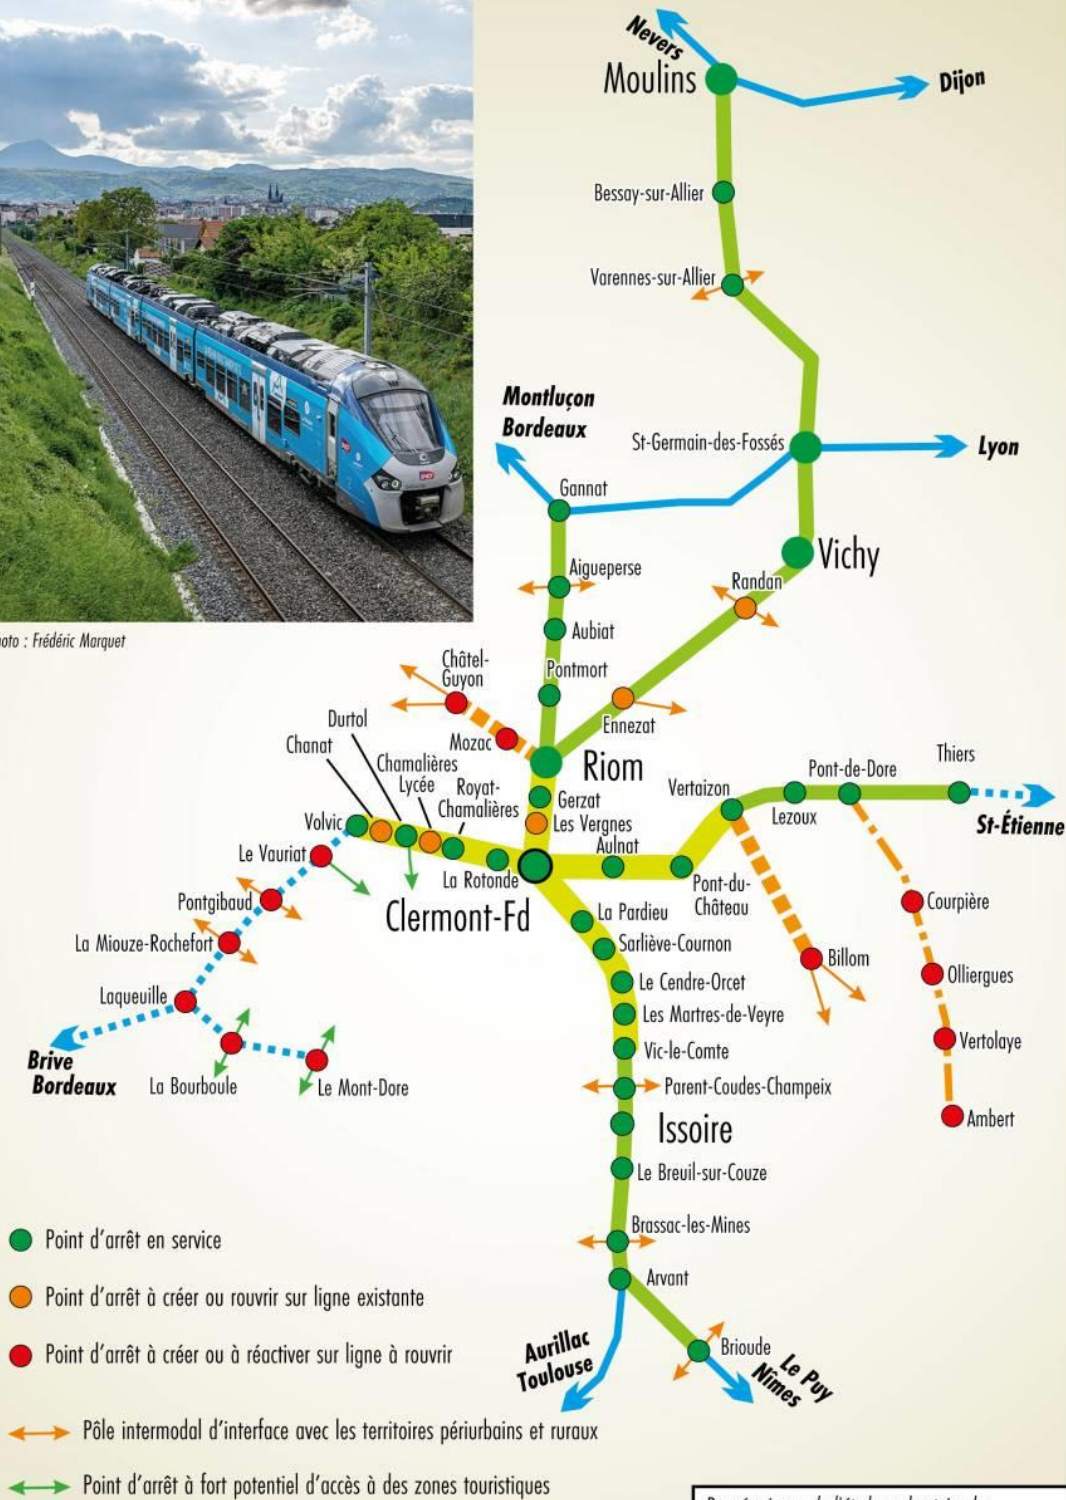 Nevers
Moulins
Dijon
Bessay-sur-Allier
Varennes-sur-Allier
Montluçon
Bordeaux
St-Germain-des-Fossés
Lyon
Gannat
Vichy
Aigueperse
Randan
Aubiat
Photo : Frédéric Marquet
Châtel-
Guyon
Pontmort
Ennezat
Durtol
Mozac
Chanat
Riom
Chamalières
Lycée
Royat-
Chamalières
Gerzat
Les Vergnes
Vertaizon
Pont-de-Dore
Thiers
Lezoux
St-Étienne
Volvic
Aulnat
Le Vauriat
La Rotonde
Clermont-Fd
Pont-du-
Château
Pontgibaud
La Pardieu
Courpière
La Miouze-Rochefort
Sarliève-Cournon
Billom
Le Cendre-Orcet
Olliergues
Laqueuille
Les Martres-de-Veyre
Vertolaye
Vic-le-Comte
Brive
Bordeaux
La Bourboule
Le Mont-Dore
Parent-Coudes-Champeix
Ambert
Issoire
Le Breuil-sur-Couze
Brassac-les-Mines
Arvant
Brioude
Aurillac
Toulouse
Le Puy
Nîmes
Point d'arrêt en service
Point d'arrêt à créer ou rouvrir sur ligne existante
Point d'arrêt à créer ou à réactiver sur ligne à rouvrir
Pôle intermodal d'interface avec les territoires périurbains et ruraux
Point d'arrêt à fort potentiel d'accès à des zones touristiques